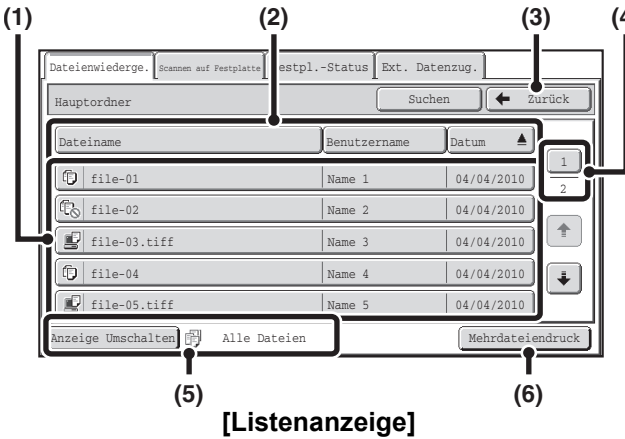 (1) (2) (3) (4
Dateienwiederge. Scannen auf Festplatte estpl.-Status Ext. Datenzug.
Hauptordner Suchen Zurück
Dateiname Benutzername Datum
1
2
file-01 Name 1 04/04/2010
file-02 Name 2 04/04/2010
file-03.tiff Name 3 04/04/2010
file-04 Name 4 04/04/2010
file-05.tiff Name 5 04/04/2010
Anzeige Umschalten Alle Dateien Mehrdateiendruck
(5) (6)
[Listenanzeige]